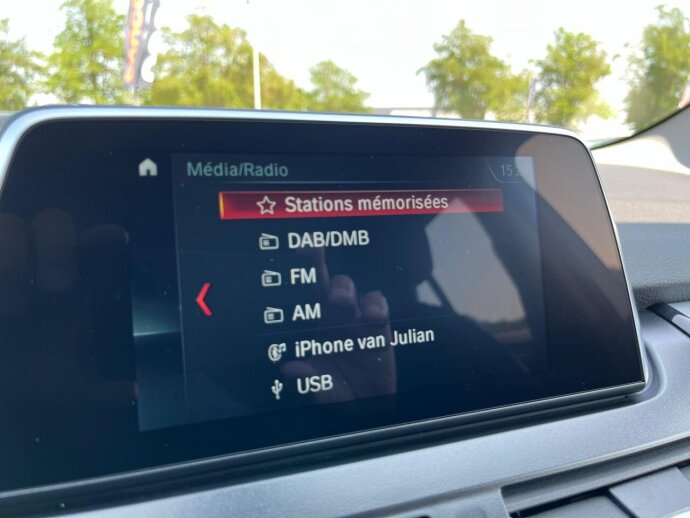 Média/Radio
Stations mémorisées
DAB/DMB
FM
AM
iPhone van Julian
USB